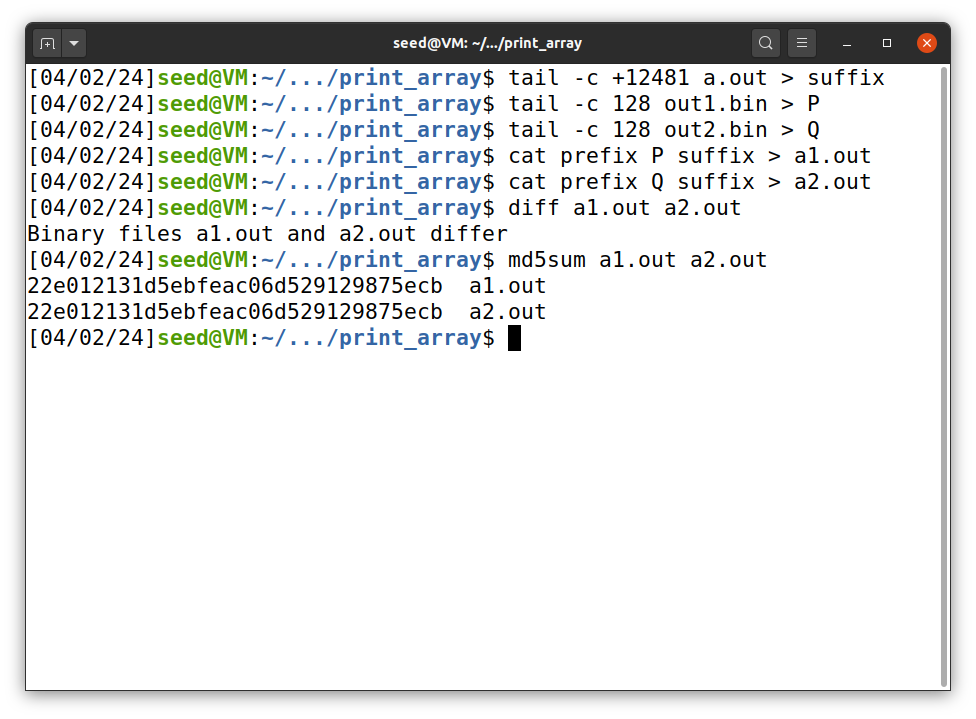 seed@VM: ~/.../print_array
[04/02/24]seed@VM:~/.../print_array$ tail -c +12481 a.out > suffix
[04/02/24]seed@VM:~/.../print_array$ tail -c 128 out1.bin > P
[04/02/24]seed@VM:~/.../print_array$ tail -c 128 out2.bin > Q
[04/02/24]seed@VM:~/.../print_array$ cat prefix P suffix > a1.out
[04/02/24]seed@VM:~/.../print_array$ cat prefix Q suffix > a2.out
[04/02/24]seed@VM:~/.../print_array$ diff a1.out a2.out
Binary files a1.out and a2.out differ
[04/02/24]seed@VM:~/.../print_array$ md5sum a1.out a2.out
22e012131d5ebfeac06d529129875ecb  a1.out
22e012131d5ebfeac06d529129875ecb  a2.out
[04/02/24]seed@VM:~/.../print_array$